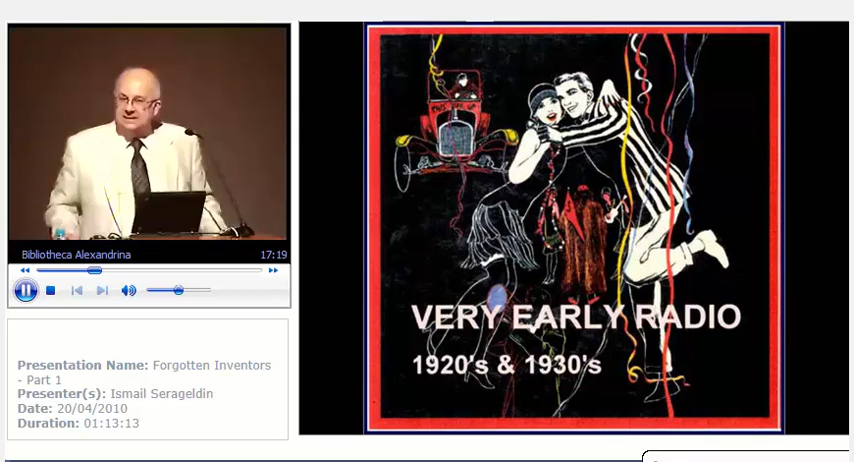 Bibliotheca Alexandrina 17:19
Presentation Name: Forgotten Inventors
- Part 1
Presenter(s): Ismail Serageldin
Date: 20/04/2010
Duration: 01:13:13
VERY EARLY RADIO
1920's & 1930's